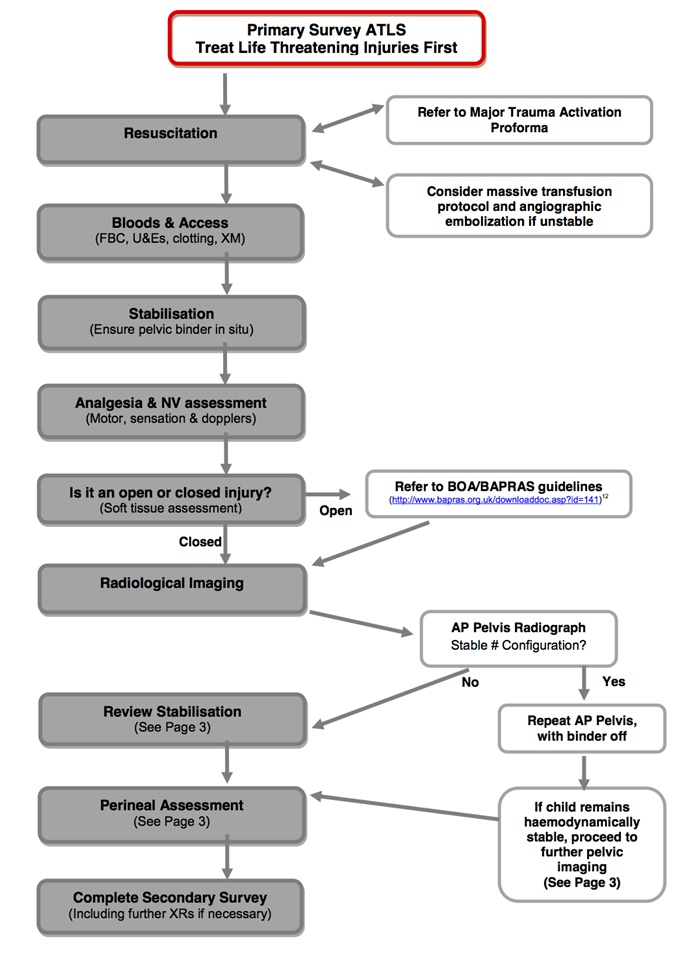 Primary Survey ATLS
Treat Life Threatening Injuries First
Resuscitation
Refer to Major Trauma Activation
Proforma
Consider massive transfusion
protocol and angiographic
embolization if unstable
Bloods & Access
(FBC, U&Es, clotting, XM)
Stabilisation
(Ensure pelvic binder in situ)
Analgesia & NV assessment
(Motor, sensation & dopplers)
Is it an open or closed injury?
(Soft tissue assessment)
Open
Refer to BOA/BAPRAS guidelines
(http://www.bapras.org.uk/downloaddoc.asp?id=141)12
Closed
Radiological Imaging
AP Pelvis Radiograph
Stable # Configuration?
No
Yes
Review Stabilisation
(See Page 3)
Repeat AP Pelvis,
with binder off
Perineal Assessment
(See Page 3)
If child remains
haemodynamically
stable, proceed to
further pelvic
imaging
(See Page 3)
Complete Secondary Survey
(Including further XRs if necessary)